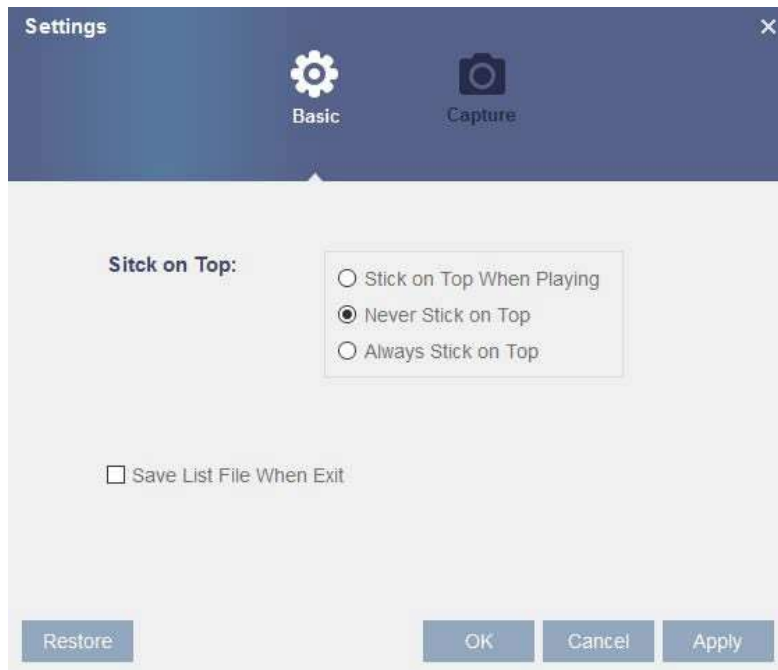 Settings
Basic
Capture
Sitck on Top:
Stick on Top When Playing
Never Stick on Top
Always Stick on Top
Save List File When Exit
Restore
OK
Cancel
Apply